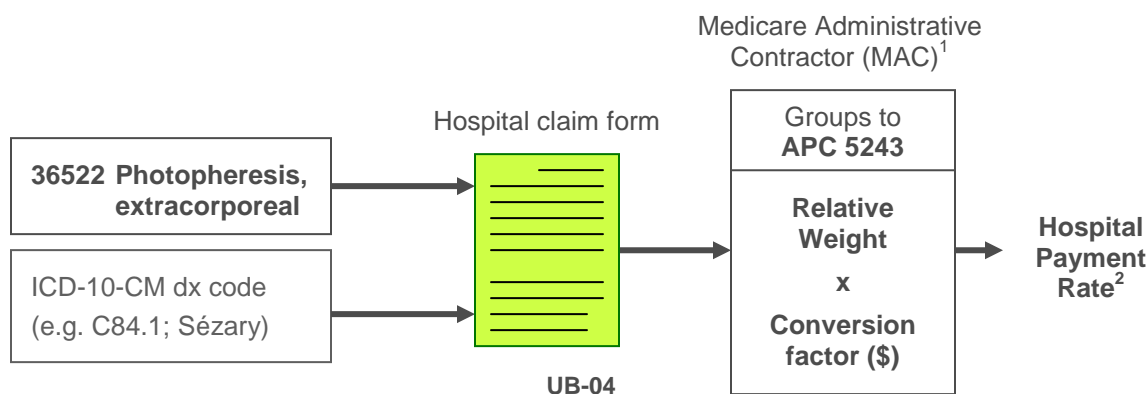 Medicare Administrative
Contractor (MAC)1
Hospital claim form
Groups to
APC 5243
36522 Photopheresis,
extracorporeal
ICD-10-CM dx code
(e.g. C84.1; Sézary)
UB-04
Relative
Weight
x
Conversion
factor ($)
Hospital
Payment
Rate2